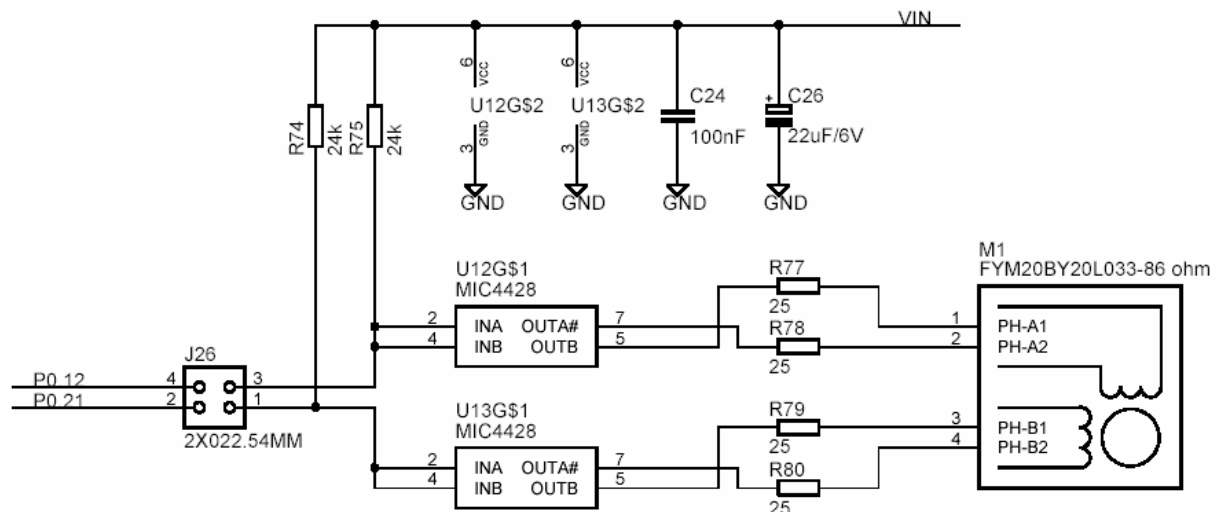 VIN
R74
24k
R75
24k
6
VCC
U12G$2
GND
3
GND
6
VCC
U13G$2
GND
3
GND
C24
100nF
GND
+
C26
22uF/6V
GND
M1
FYM20BY20L033-86 ohm
U12G$1
MIC4428
2 INA OUTA# 7
4 INB OUTB 5
R77
25
R78
25
1 PH-A1
2 PH-A2
J26
P0.12 4 3
P0.21 2 1
2X022.54MM
U13G$1
MIC4428
2 INA OUTA# 7
4 INB OUTB 5
R79
25
R80
25
3 PH-B1
4 PH-B2